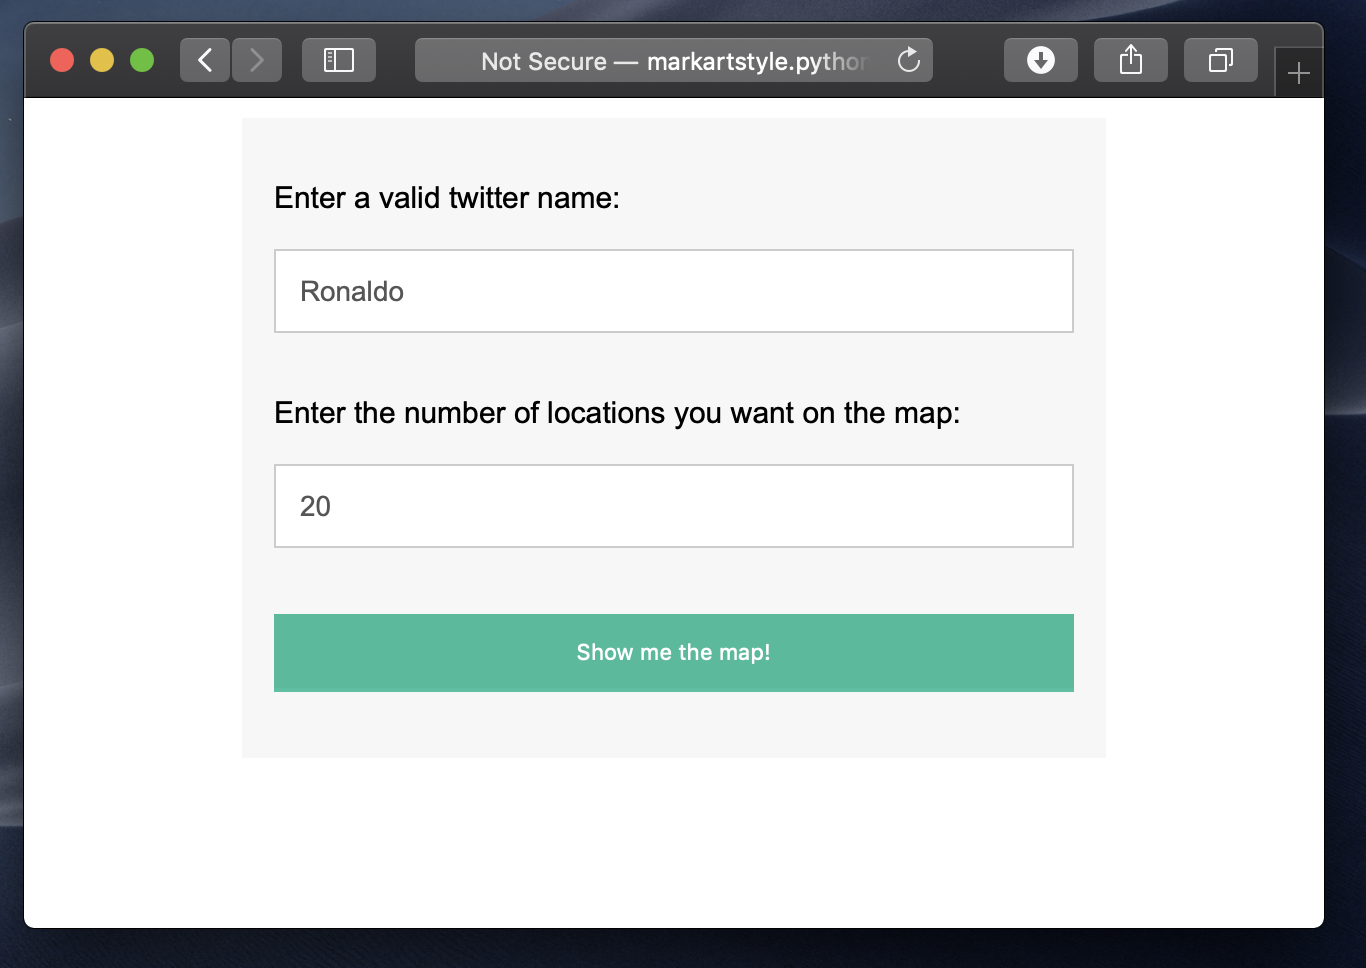 Not Secure — markartstyle.python
Enter a valid twitter name:
Ronaldo
Enter the number of locations you want on the map:
20
Show me the map!